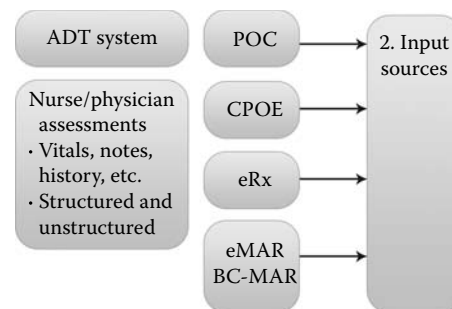 ADT system
Nurse/physician
assessments
· Vitals, notes,
history, etc.
· Structured and
unstructured
POC
CPOE
eRx
eMAR
BC-MAR
2. Input
sources